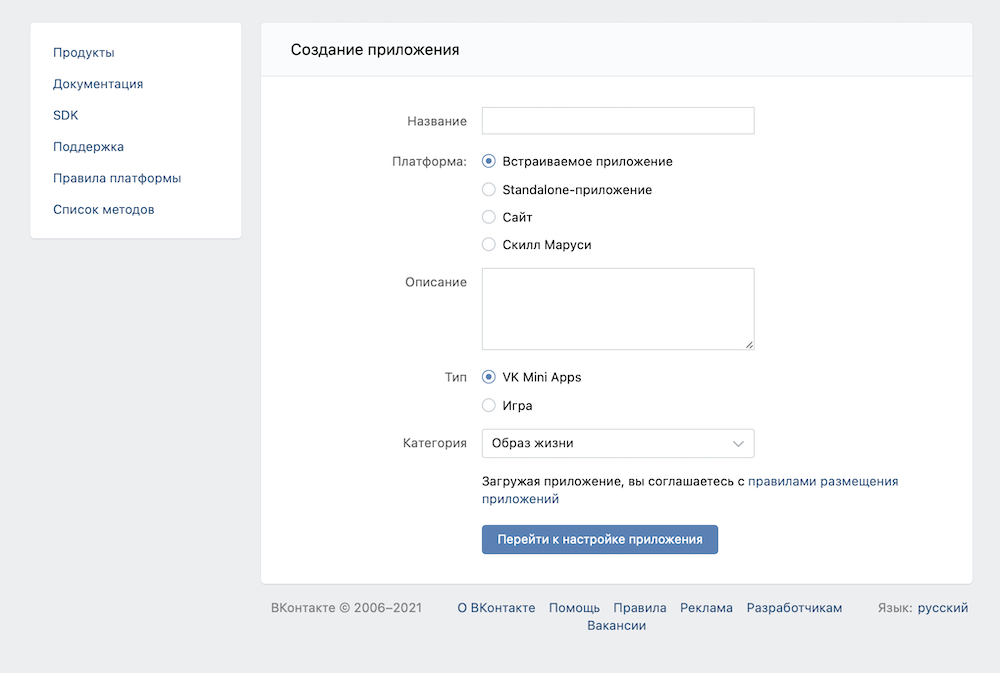 Продукты
Документация
SDK
Поддержка
Правила платформы
Список методов
Создание приложения
Название
Платформа:
Встраиваемое приложение
Standalone-приложение
Сайт
Скилл Маруси
Описание
Тип
VK Mini Apps
Игра
Категория
Образ жизни
Загружая приложение, вы соглашаетесь с правилами размещения
приложений
Перейти к настройке приложения
ВКонтакте © 2006–2021 О ВКонтакте Помощь Правила Реклама Разработчикам Язык: русский
Вакансии